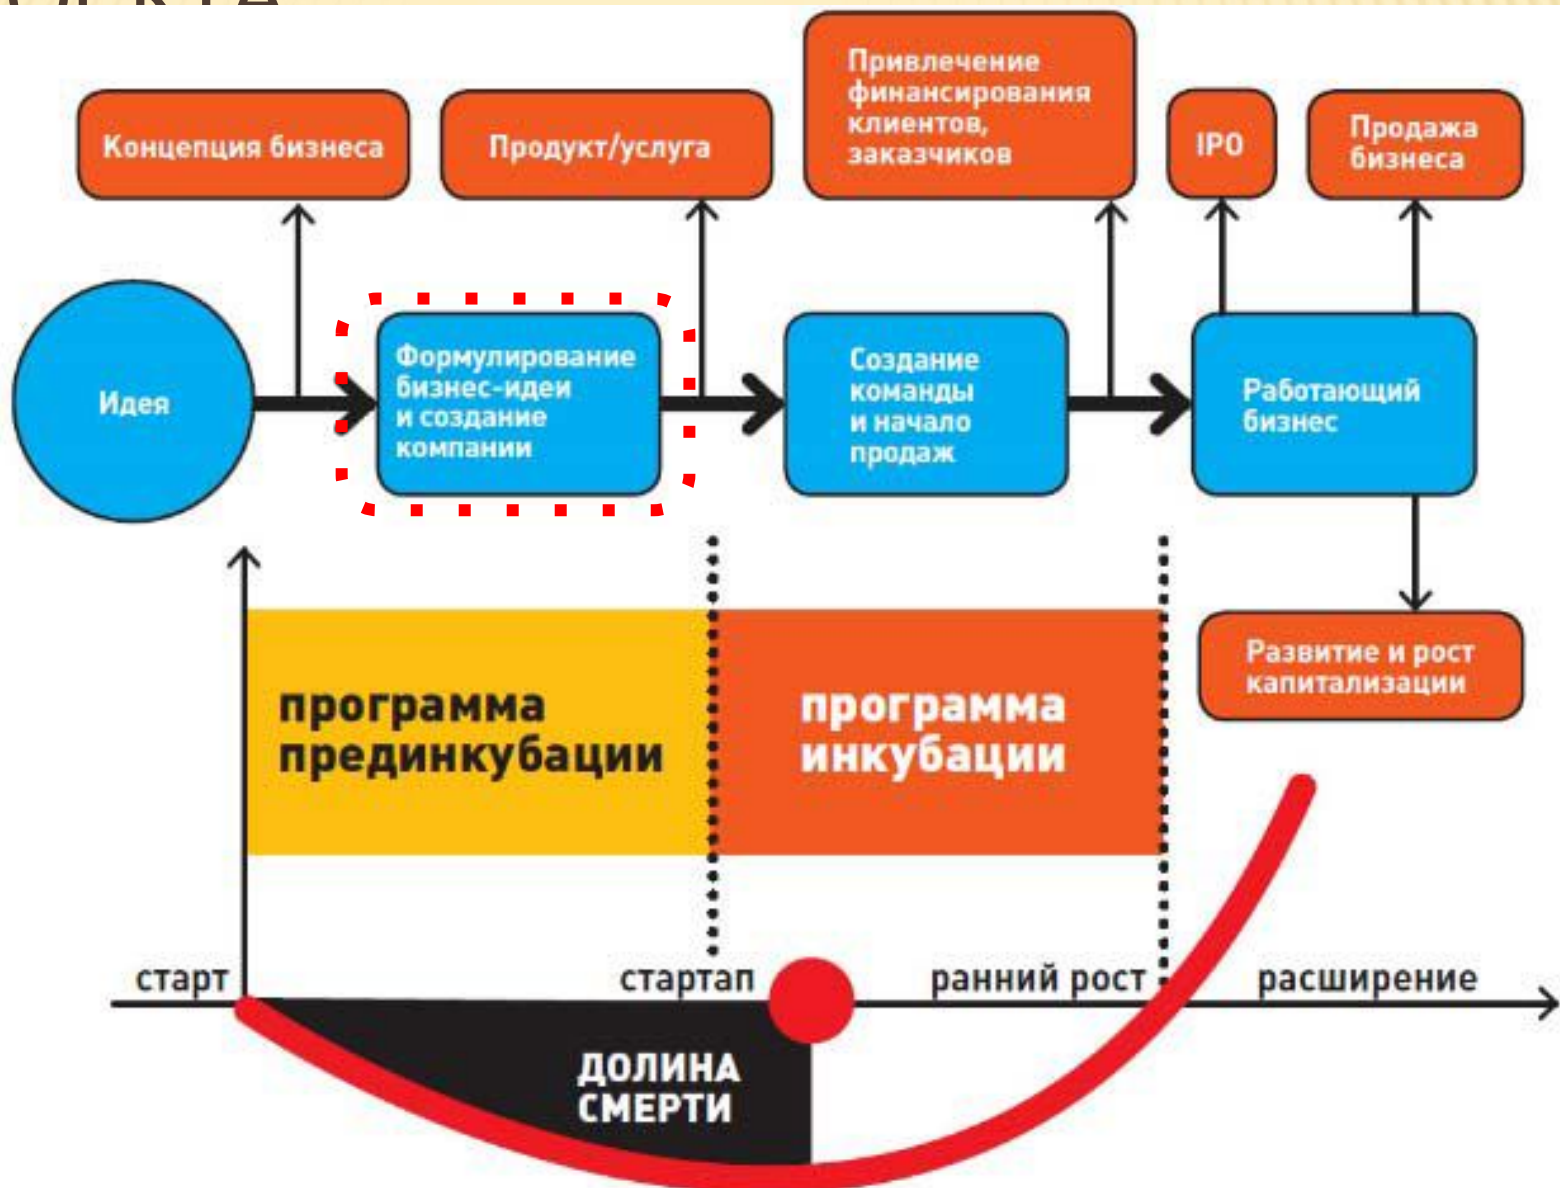 Концепция бизнеса
Продукт/услуга
Привлечение
финансирования
клиентов,
заказчиков
IPO
Продажа
бизнеса
Идея
Формулирование
бизнес-идеи
и создание
компании
Создание
команды
и начало
продаж
Работающий
бизнес
Развитие и рост
капитализации
программа
прединкубации
программа
инкубации
старт
стартап
ранний рост
расширение
ДОЛИНА
СМЕРТИ